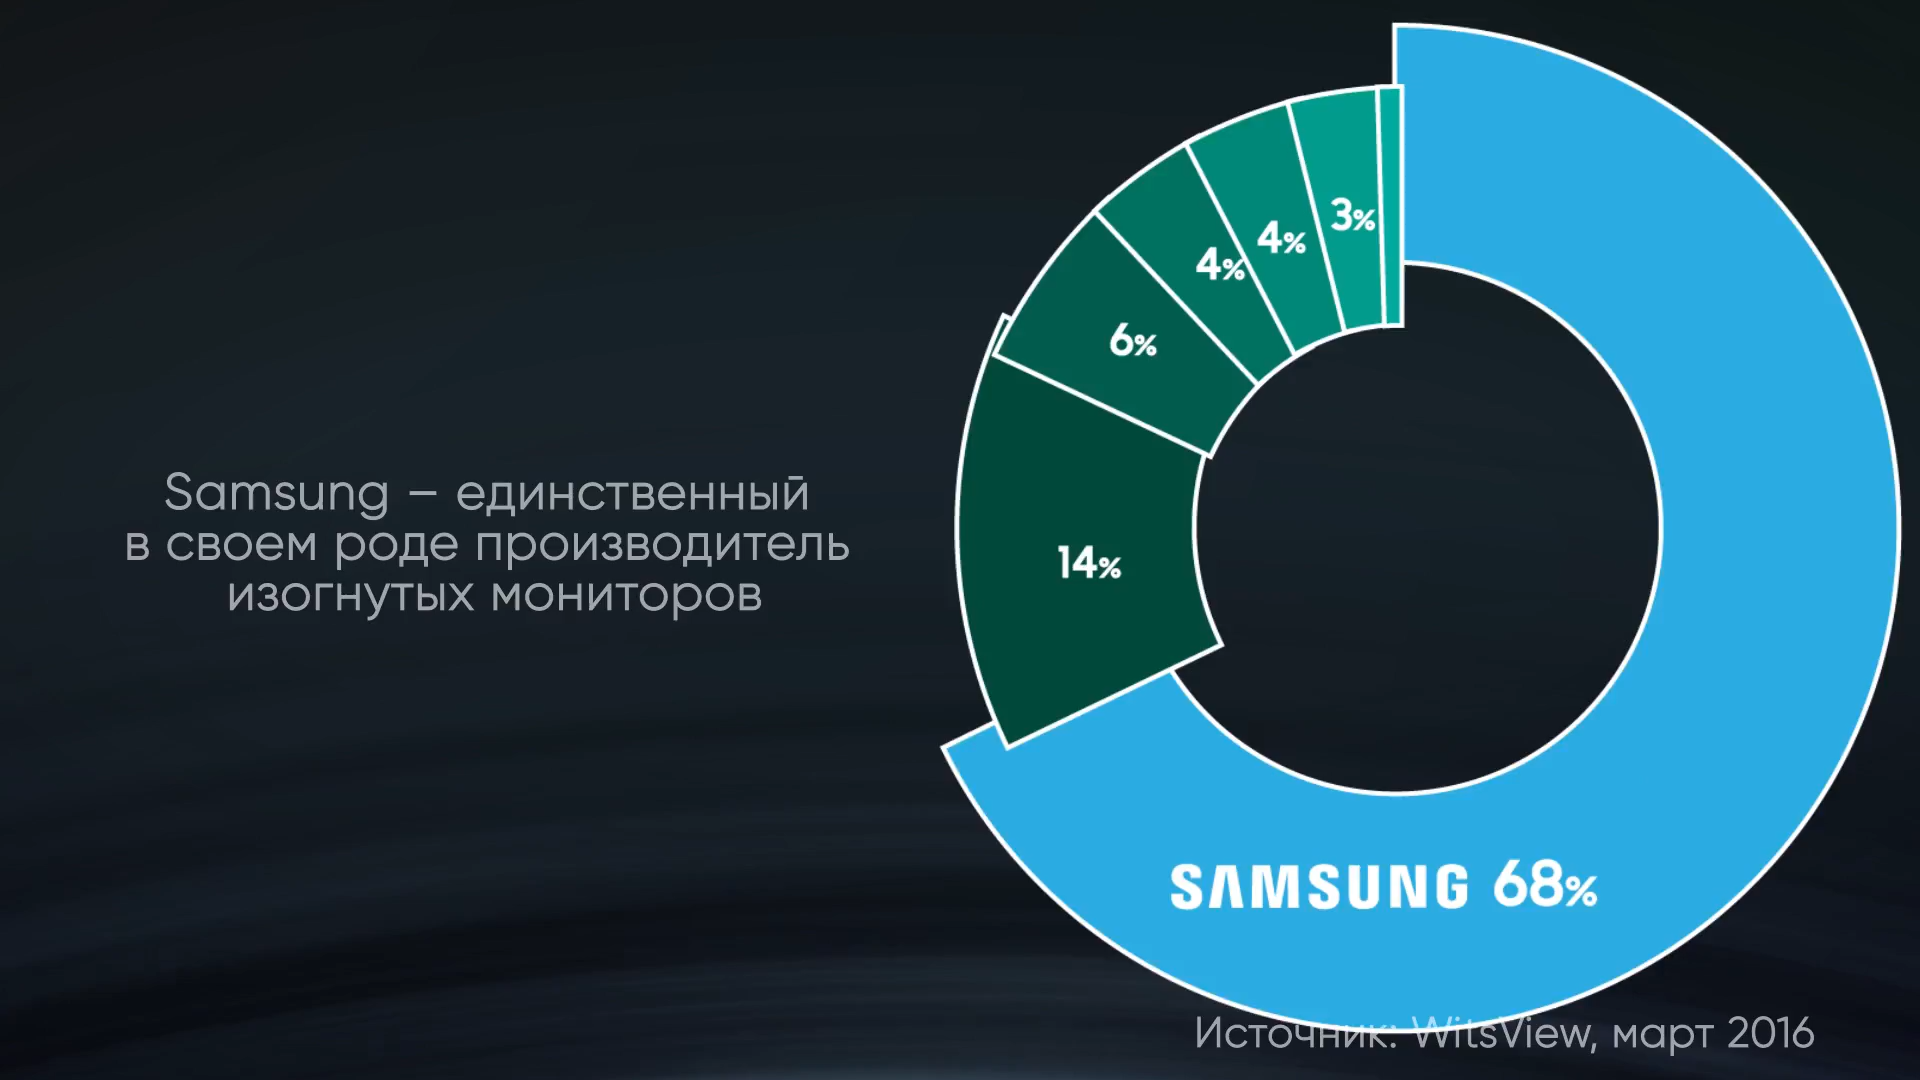 Samsung – единственный
в своем роде производитель
изогнутых мониторов
3%
4%
4%
6%
14%
SAMSUNG 68%
Источник: WitsView, март 2016